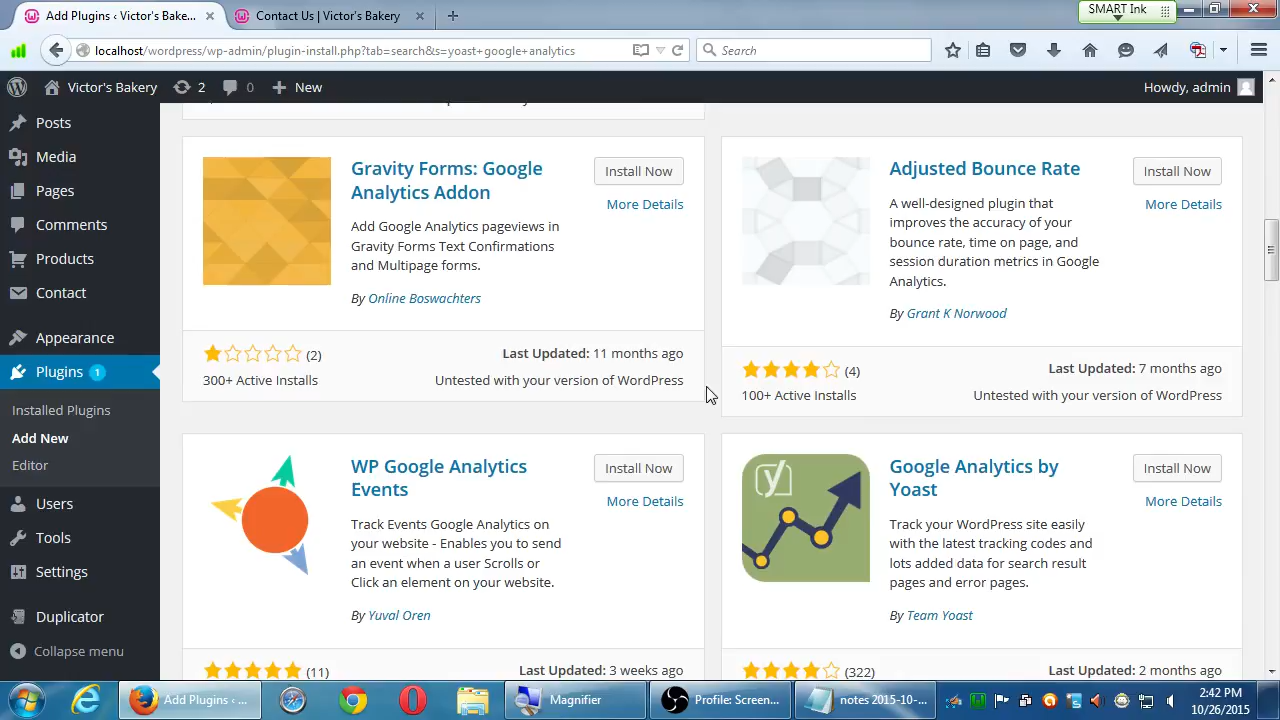 Add Plugins ‹ Victor's Bake...
Contact Us | Victor's Bakery
SMART Ink
localhost/wordpress/wp-admin/plugin-install.php?tab=search&s=yoast+google+analytics
Search
Victor's Bakery
2
0
New
Howdy, admin
Posts
Media
Pages
Comments
Products
Contact
Appearance
Plugins 1
Installed Plugins
Add New
Editor
Users
Tools
Settings
Duplicator
Collapse menu
Gravity Forms: Google
Analytics Addon
Install Now
More Details
Add Google Analytics pageviews in
Gravity Forms Text Confirmations
and Multipage forms.
By Online Boswachters
(2)
Last Updated: 11 months ago
300+ Active Installs
Untested with your version of WordPress
Adjusted Bounce Rate
Install Now
More Details
A well-designed plugin that
improves the accuracy of your
bounce rate, time on page, and
session duration metrics in Google
Analytics.
By Grant K Norwood
(4)
Last Updated: 7 months ago
100+ Active Installs
Untested with your version of WordPress
WP Google Analytics
Events
Install Now
More Details
Track Events Google Analytics on
your website - Enables you to send
an event when a user Scrolls or
Click an element on your website.
By Yuval Oren
(11)
Last Updated: 3 weeks ago
y
Google Analytics by
Yoast
Install Now
More Details
Track your WordPress site easily
with the latest tracking codes and
lots added data for search result
pages and error pages.
By Team Yoast
(322)
Last Updated: 2 months ago
Add Plugins ‹ ...
Magnifier
Profile: Screen...
notes 2015-10-...
2:42 PM
10/26/2015